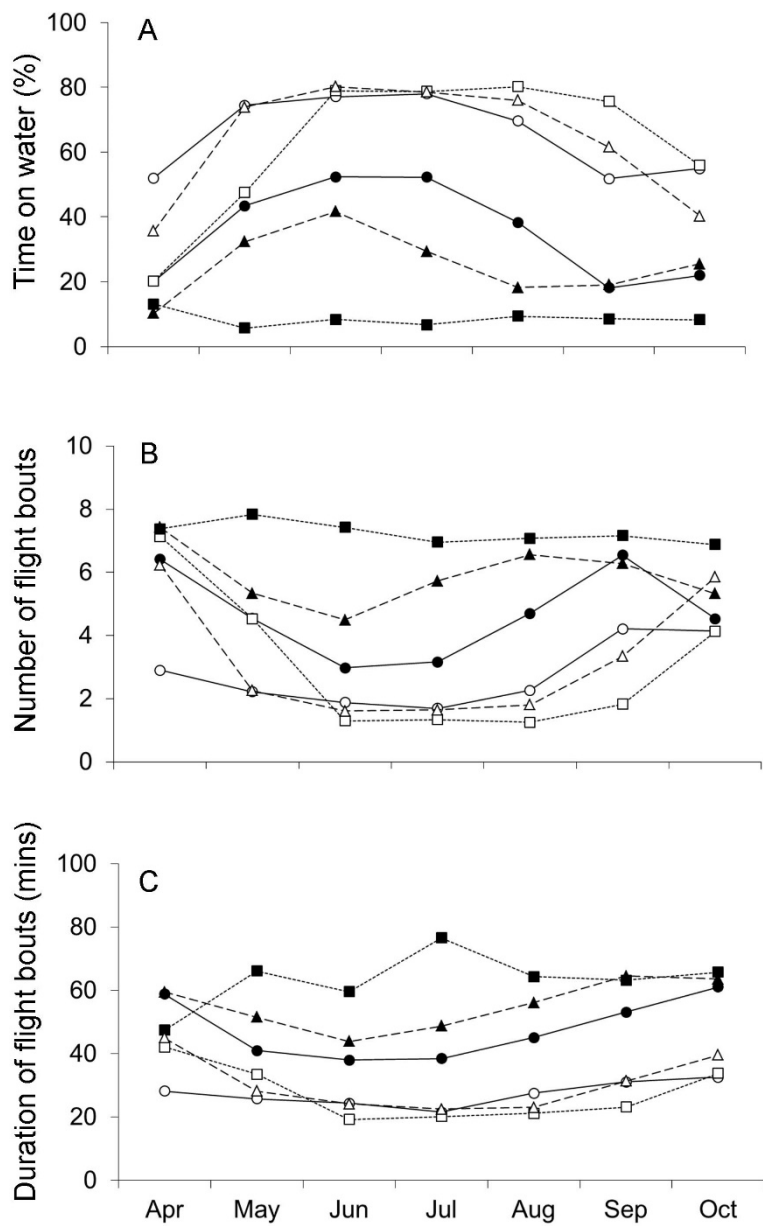 A
Time on water (%)
100
80
60
40
20
0
B
Number of flight bouts
10
8
6
4
2
0
C
Duration of flight bouts (mins)
100
80
60
40
20
0
Apr May Jun Jul Aug Sep Oct